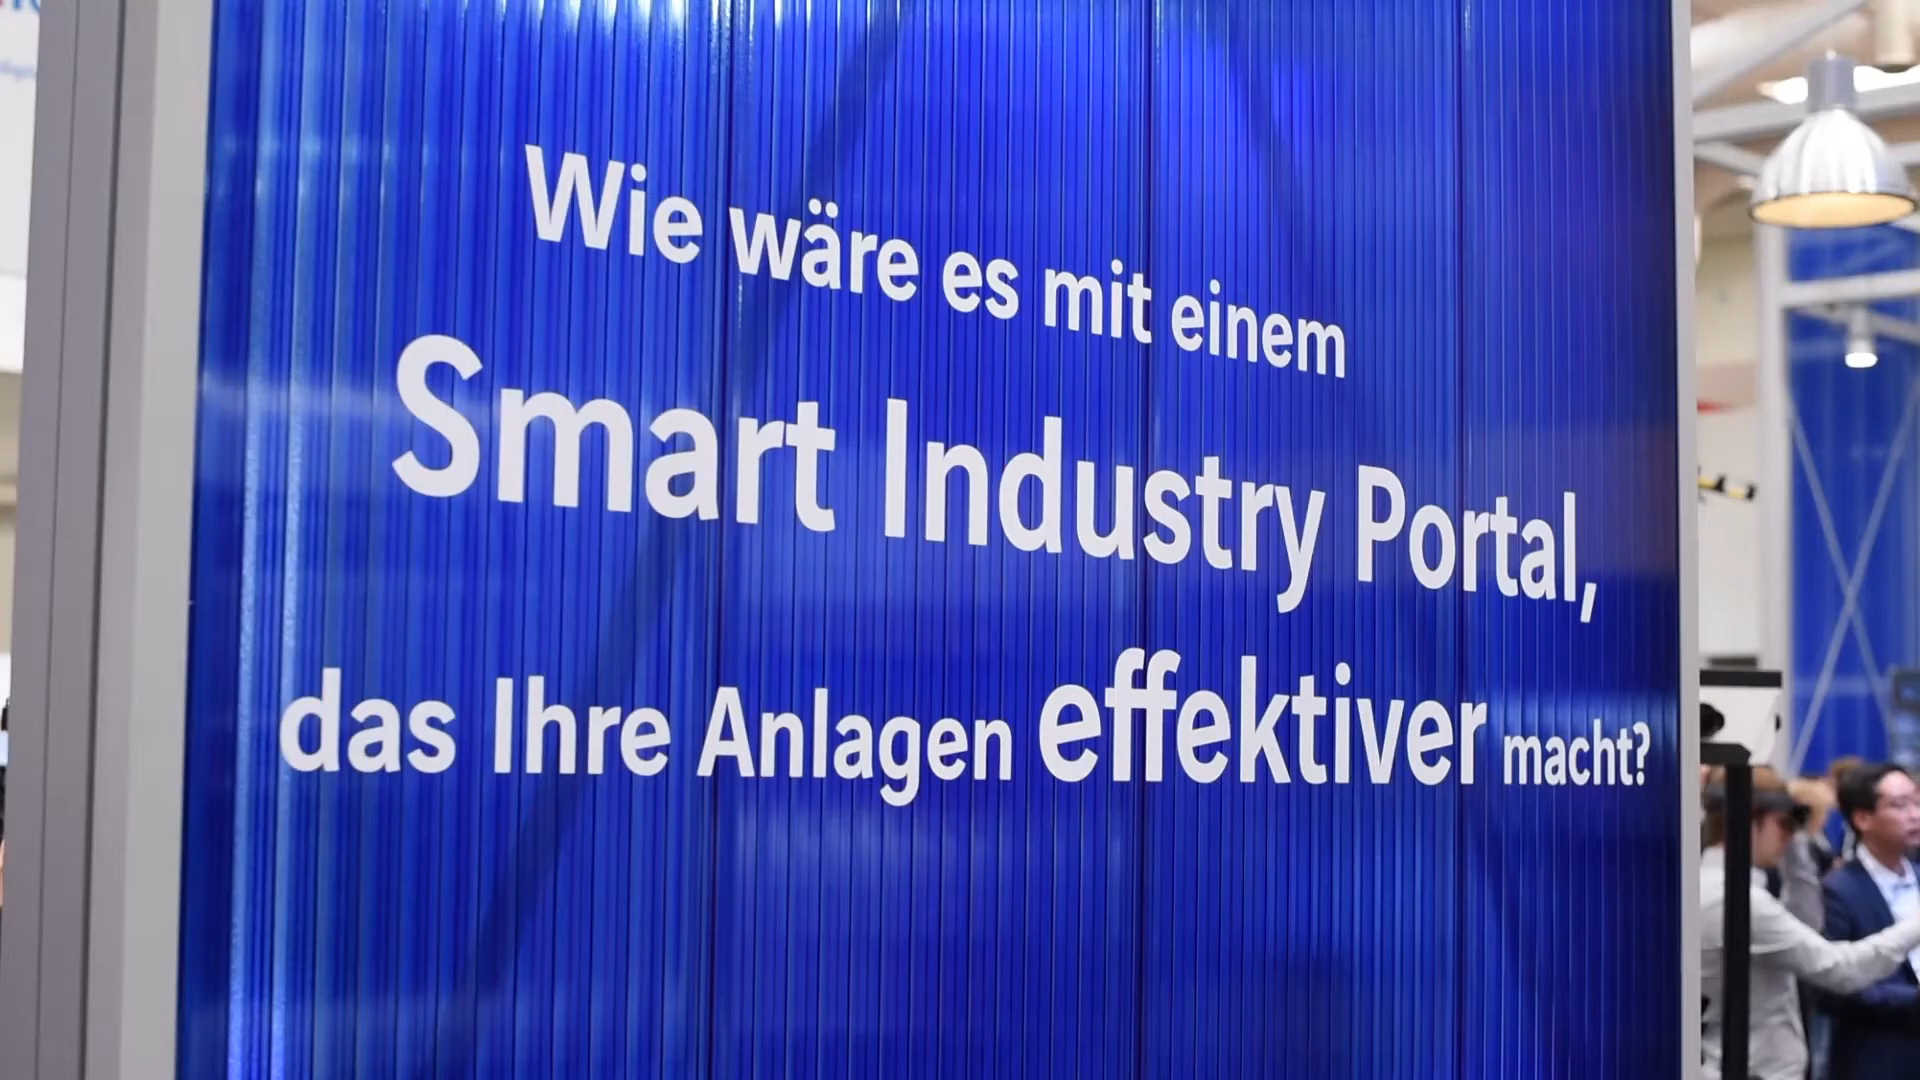 Wie wäre es mit einem
Smart Industry Portal,
das Ihre Anlagen effektiver macht?